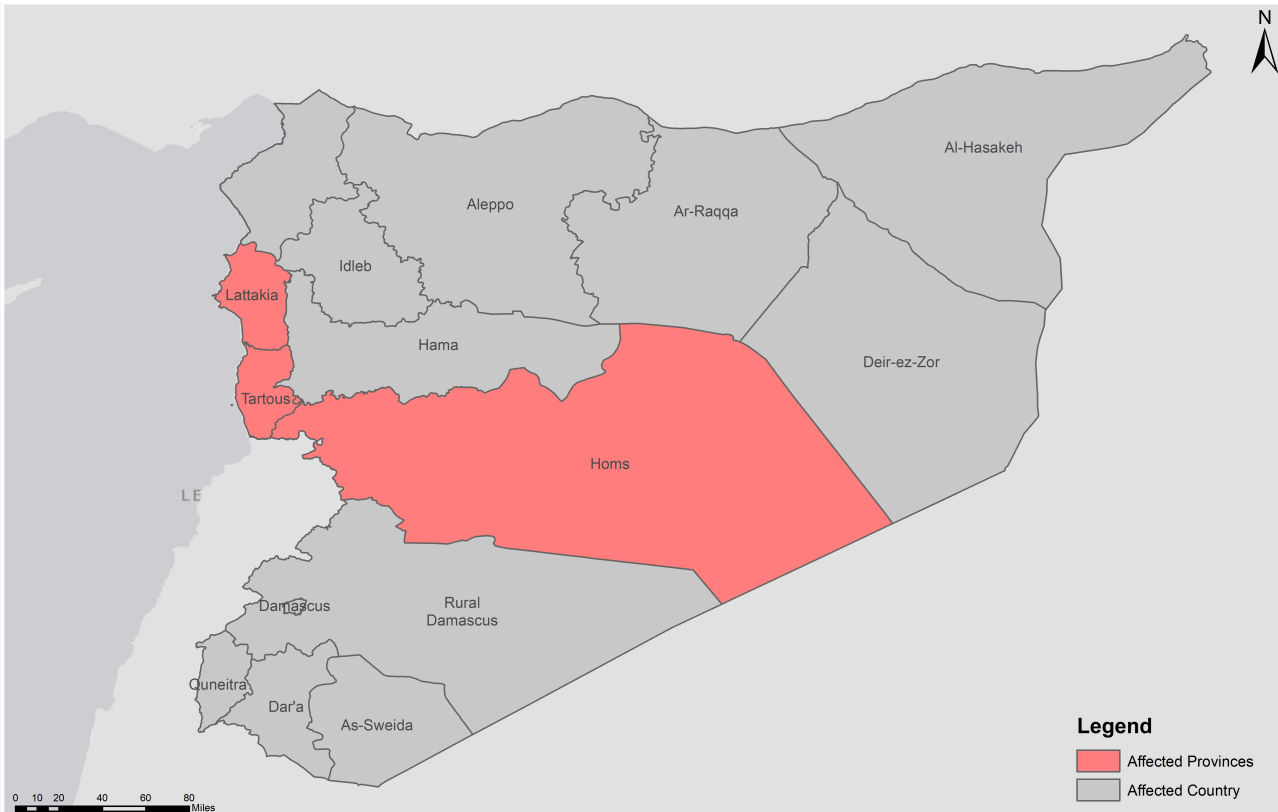 N
Al-Hasakeh
Aleppo
Ar-Raqqa
Idleb
Lattakia
Hama
Deir-ez-Zor
Tartous
Homs
LE
Damascus
Rural
Damascus
Quneitra
Dar'a
As-Sweida
Legend
Affected Provinces
Affected Country
0 10 20 40 60 80
Miles